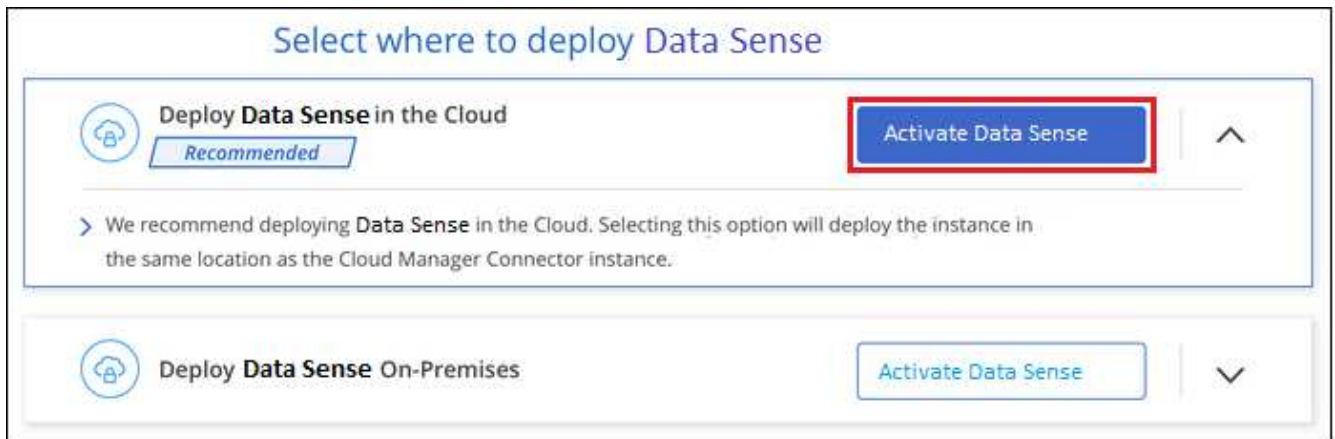 Select where to deploy Data Sense
Deploy Data Sense in the Cloud
Recommended
Activate Data Sense
We recommend deploying Data Sense in the Cloud. Selecting this option will deploy the instance in
the same location as the Cloud Manager Connector instance.
Deploy Data Sense On-Premises
Activate Data Sense